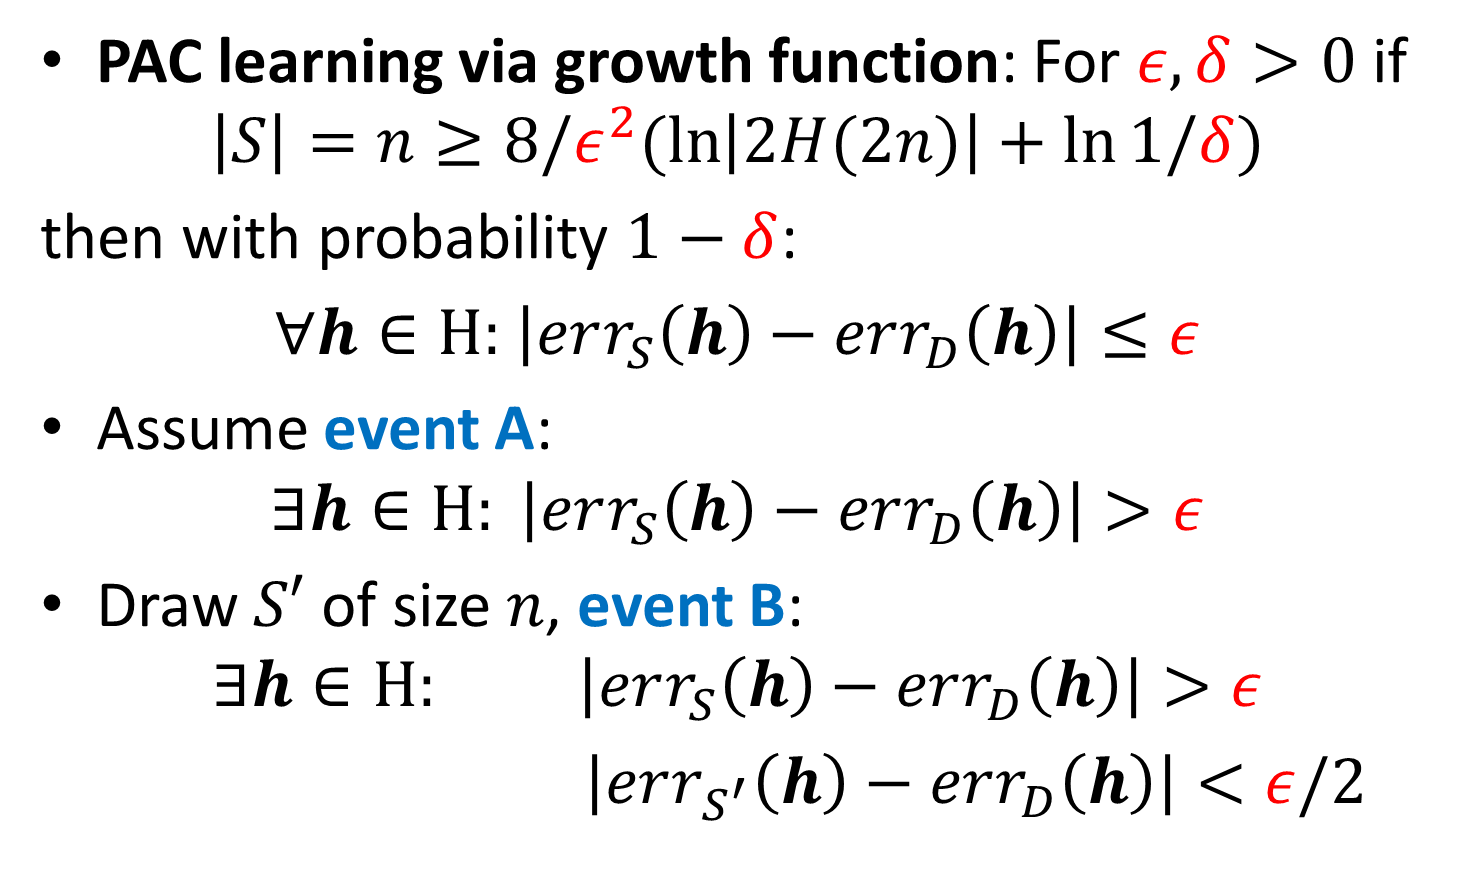 • PAC learning via growth function: For ϵ, δ > 0 if
|S| = n ≥ 8/ϵ²(ln|2H(2n)| + ln 1/δ)
then with probability 1 − δ:
∀h ∈ H: |err_S(h) − err_D(h)| ≤ ϵ
• Assume event A:
∃h ∈ H: |err_S(h) − err_D(h)| > ϵ
• Draw S′ of size n, event B:
∃h ∈ H: |err_S(h) − err_D(h)| > ϵ
|err_S′(h) − err_D(h)| < ϵ/2